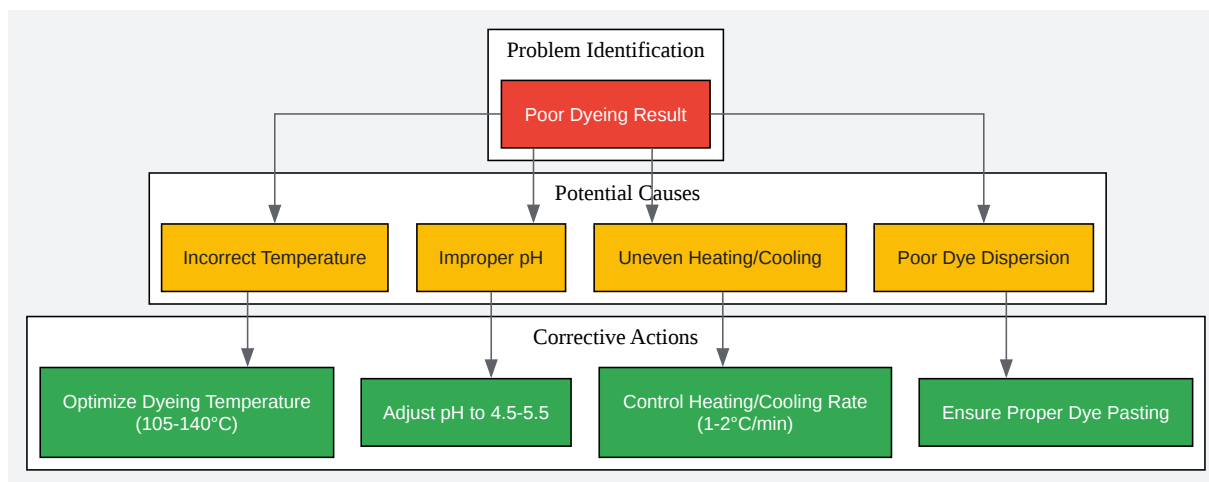 Problem Identification
Poor Dyeing Result
Potential Causes
Incorrect Temperature
Improper pH
Uneven Heating/Cooling
Poor Dye Dispersion
Corrective Actions
Optimize Dyeing Temperature
(105-140°C)
Adjust pH to 4.5-5.5
Control Heating/Cooling Rate
(1-2°C/min)
Ensure Proper Dye Pasting